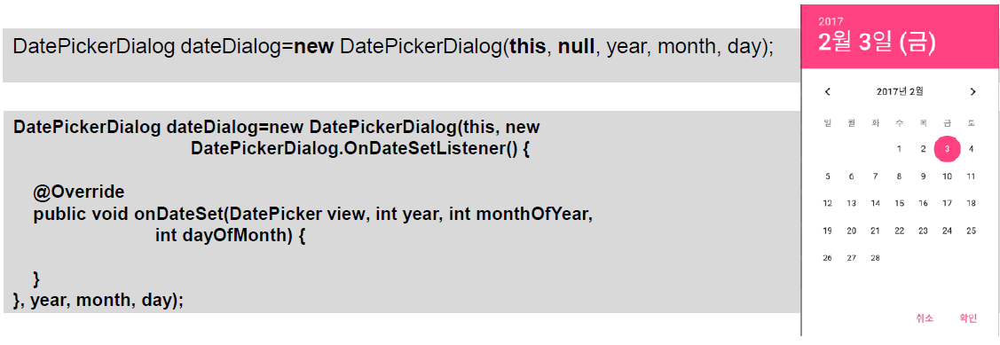 DatePickerDialog dateDialog=new DatePickerDialog(this, null, year, month, day);
DatePickerDialog dateDialog=new DatePickerDialog(this, new
DatePickerDialog.OnDateSetListener() {
@Override
public void onDateSet(DatePicker view, int year, int monthOfYear,
int dayOfMonth) {
}
}, year, month, day);
2017
2월 3일 (금)
< 2017년 2월 >
일 월 화 수 목 금 토
1 2 3 4
5 6 7 8 9 10 11
12 13 14 15 16 17 18
19 20 21 22 23 24 25
26 27 28
취소 확인